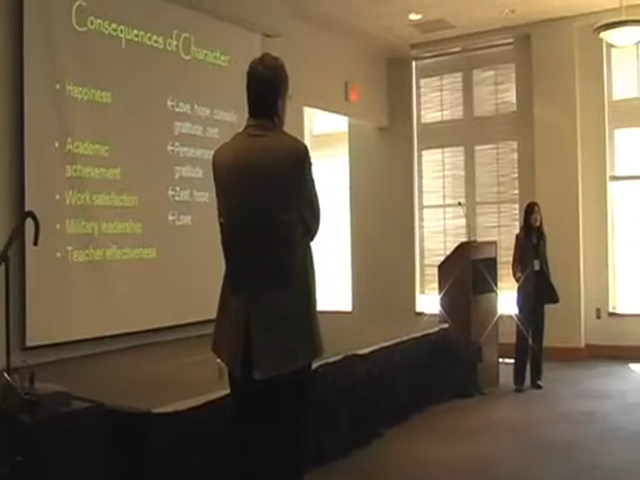 Consequences of Character
• Happiness
←Love, hope, curiosity,
gratitude, zest
• Academic
achievement
←Perseverance,
gratitude
• Work satisfaction
←Zest, hope
• Military leadership
←Love
• Teacher effectiveness